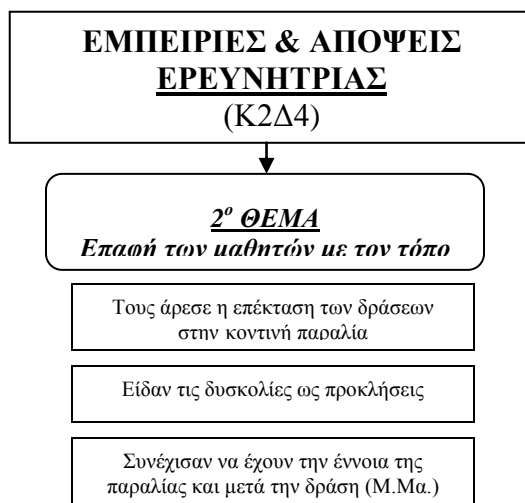 ΕΜΠΕΙΡΙΕΣ & ΑΠΟΨΕΙΣ
ΕΡΕΥΝΗΤΡΙΑΣ
(Κ2Δ4)
2ο ΘΕΜΑ
Επαφή των μαθητών με τον τόπο
Τους άρεσε η επέκταση των δράσεων
στην κοντινή παραλία
Είδαν τις δυσκολίες ως προκλήσεις
Συνέχισαν να έχουν την έννοια της
παραλίας και μετά την δράση (Μ.Μα.)